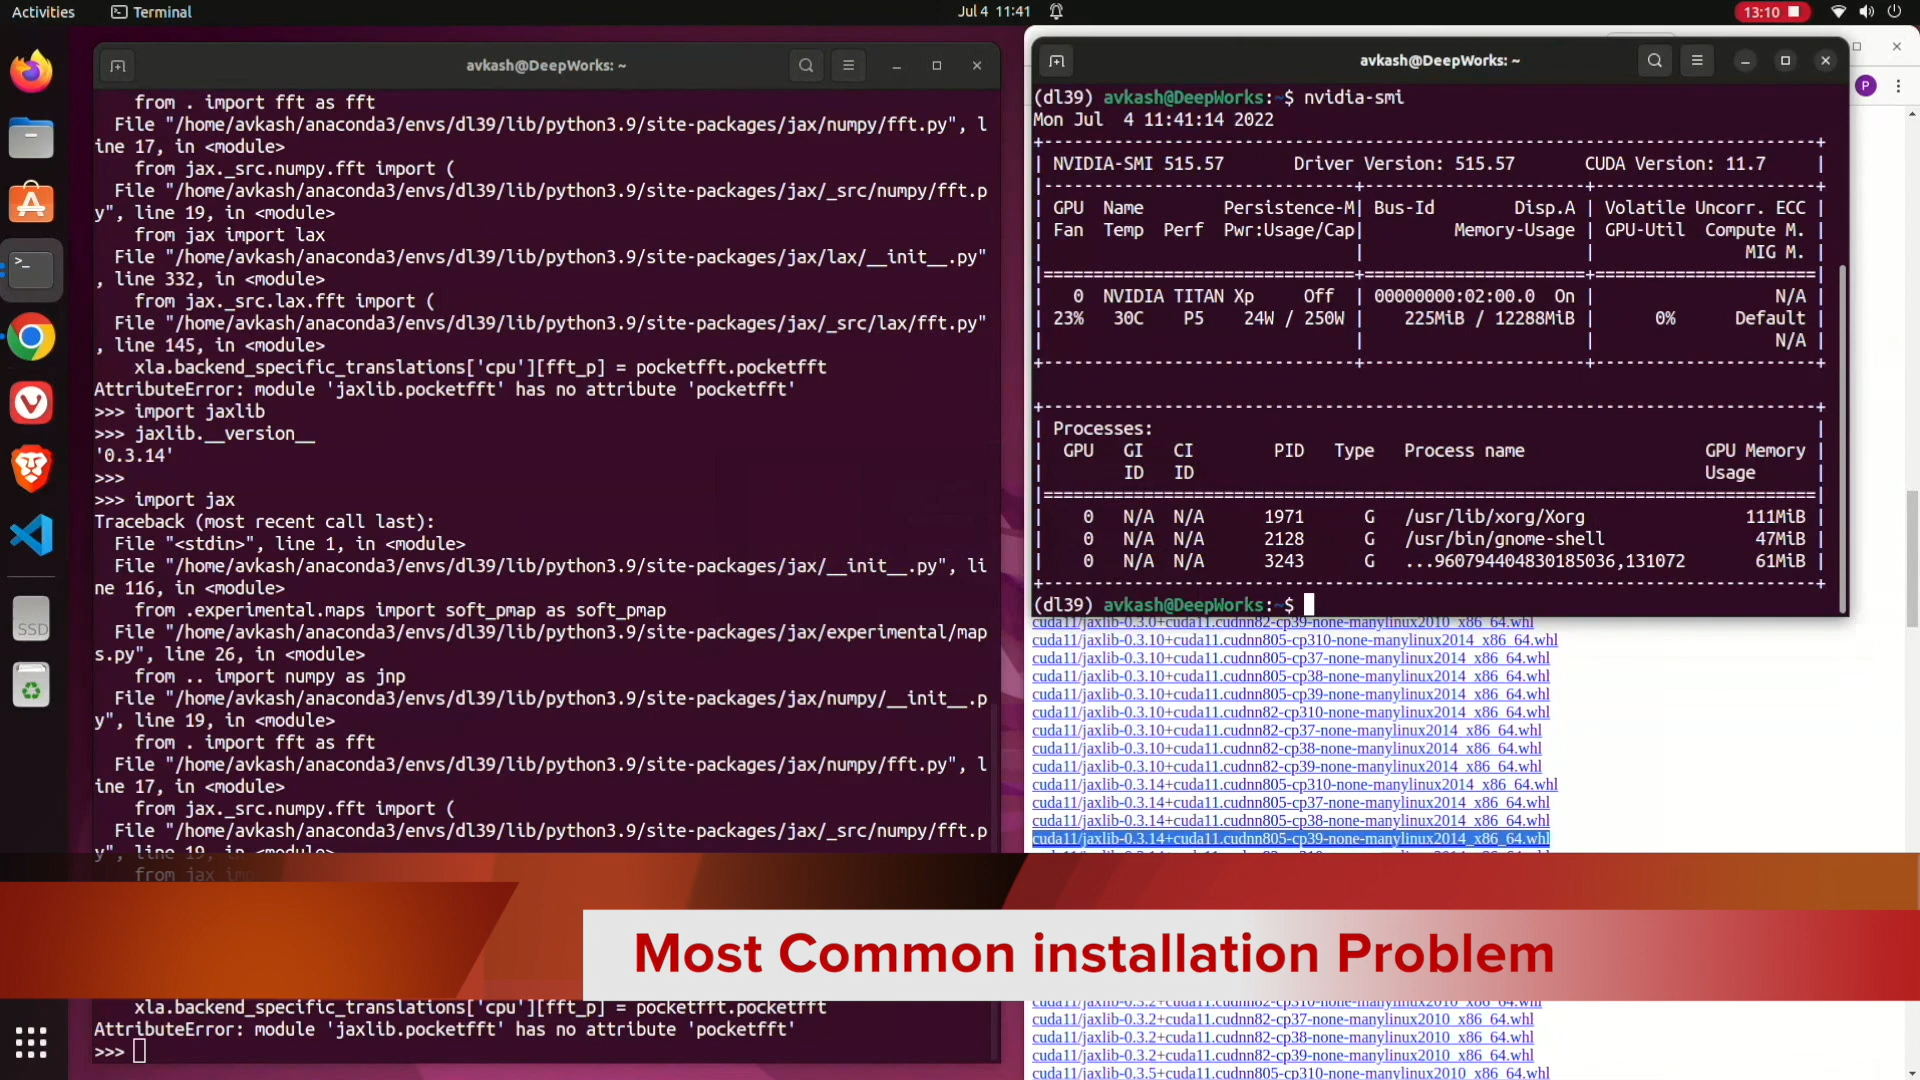 Activities
Terminal
Jul 4 11:41
13:10
avkash@DeepWorks: ~
from . import fft as fft
File "/home/avkash/anaconda3/envs/dl39/lib/python3.9/site-packages/jax/numpy/fft.py", l
ine 17, in <module>
from jax._src.numpy.fft import (
File "/home/avkash/anaconda3/envs/dl39/lib/python3.9/site-packages/jax/_src/numpy/fft.p
y", line 19, in <module>
from jax import lax
File "/home/avkash/anaconda3/envs/dl39/lib/python3.9/site-packages/jax/lax/__init__.py"
, line 332, in <module>
from jax._src.lax.fft import (
File "/home/avkash/anaconda3/envs/dl39/lib/python3.9/site-packages/jax/_src/lax/fft.py"
, line 145, in <module>
xla.backend_specific_translations['cpu'][fft_p] = pocketfft.pocketfft
AttributeError: module 'jaxlib.pocketfft' has no attribute 'pocketfft'
>>> import jaxlib
>>> jaxlib.__version__
'0.3.14'
>>>
>>> import jax
Traceback (most recent call last):
File "<stdin>", line 1, in <module>
File "/home/avkash/anaconda3/envs/dl39/lib/python3.9/site-packages/jax/__init__.py", li
ne 116, in <module>
from .experimental.maps import soft_pmap as soft_pmap
File "/home/avkash/anaconda3/envs/dl39/lib/python3.9/site-packages/jax/experimental/map
s.py", line 26, in <module>
from .. import numpy as jnp
File "/home/avkash/anaconda3/envs/dl39/lib/python3.9/site-packages/jax/numpy/__init__.p
y", line 19, in <module>
from . import fft as fft
File "/home/avkash/anaconda3/envs/dl39/lib/python3.9/site-packages/jax/numpy/fft.py", l
ine 17, in <module>
from jax._src.numpy.fft import (
File "/home/avkash/anaconda3/envs/dl39/lib/python3.9/site-packages/jax/_src/numpy/fft.p
y", line 19, in <module>
from jax
xla.backend_specific_translations['cpu'][fft_p] = pocketfft.pocketfft
AttributeError: module 'jaxlib.pocketfft' has no attribute 'pocketfft'
>>>
avkash@DeepWorks: ~
(dl39) avkash@DeepWorks:~$ nvidia-smi
Mon Jul 4 11:41:14 2022
NVIDIA-SMI 515.57 Driver Version: 515.57 CUDA Version: 11.7
GPU Name Persistence-M| Bus-Id Disp.A | Volatile Uncorr. ECC
Fan Temp Perf Pwr:Usage/Cap| Memory-Usage | GPU-Util Compute M.
MIG M.
0 NVIDIA TITAN Xp Off | 00000000:02:00.0 On | N/A
23% 30C P5 24W / 250W | 225MiB / 12288MiB | 0% Default
N/A
Processes:
GPU GI CI PID Type Process name GPU Memory
ID ID Usage
0 N/A N/A 1971 G /usr/lib/xorg/Xorg 111MiB
0 N/A N/A 2128 G /usr/bin/gnome-shell 47MiB
0 N/A N/A 3243 G ...960794404830185036,131072 61MiB
(dl39) avkash@DeepWorks:~$
P
SSD
cuda11/jaxlib-0.3.0+cuda11.cudnn82-cp39-none-manylinux2010_x86_64.whl
cuda11/jaxlib-0.3.10+cuda11.cudnn805-cp310-none-manylinux2014_x86_64.whl
cuda11/jaxlib-0.3.10+cuda11.cudnn805-cp37-none-manylinux2014_x86_64.whl
cuda11/jaxlib-0.3.10+cuda11.cudnn805-cp38-none-manylinux2014_x86_64.whl
cuda11/jaxlib-0.3.10+cuda11.cudnn805-cp39-none-manylinux2014_x86_64.whl
cuda11/jaxlib-0.3.10+cuda11.cudnn82-cp310-none-manylinux2014_x86_64.whl
cuda11/jaxlib-0.3.10+cuda11.cudnn82-cp37-none-manylinux2014_x86_64.whl
cuda11/jaxlib-0.3.10+cuda11.cudnn82-cp38-none-manylinux2014_x86_64.whl
cuda11/jaxlib-0.3.10+cuda11.cudnn82-cp39-none-manylinux2014_x86_64.whl
cuda11/jaxlib-0.3.14+cuda11.cudnn805-cp310-none-manylinux2014_x86_64.whl
cuda11/jaxlib-0.3.14+cuda11.cudnn805-cp37-none-manylinux2014_x86_64.whl
cuda11/jaxlib-0.3.14+cuda11.cudnn805-cp38-none-manylinux2014_x86_64.whl
cuda11/jaxlib-0.3.14+cuda11.cudnn805-cp39-none-manylinux2014_x86_64.whl
Most Common installation Problem
cuda11/jaxlib-0.3.2+cuda11.cudnn82-cp310-none-manylinux2010_x86_64.whl
cuda11/jaxlib-0.3.2+cuda11.cudnn82-cp37-none-manylinux2010_x86_64.whl
cuda11/jaxlib-0.3.2+cuda11.cudnn82-cp38-none-manylinux2010_x86_64.whl
cuda11/jaxlib-0.3.2+cuda11.cudnn82-cp39-none-manylinux2010_x86_64.whl
cuda11/jaxlib-0.3.5+cuda11.cudnn805-cp310-none-manylinux2014_x86_64.whl